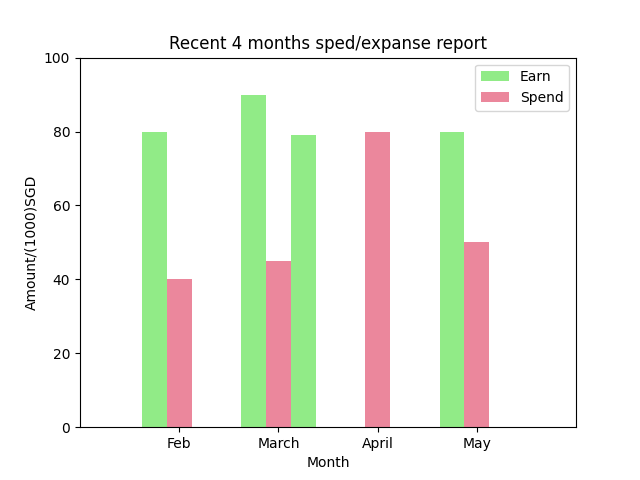 Recent 4 months sped/expanse report
Earn
Spend
100
80
60
40
20
0
Amount/(1000)SGD
Feb
March
April
May
Month